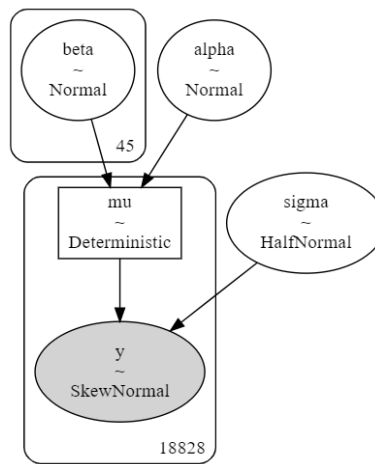 beta
~
Normal
alpha
~
Normal
45
mu
~
Deterministic
sigma
~
HalfNormal
y
~
SkewNormal
18828